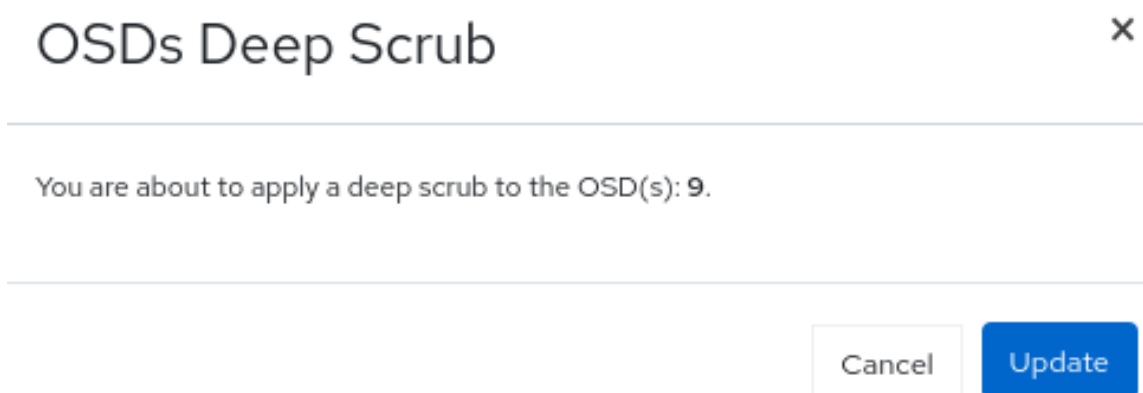 OSDs Deep Scrub
You are about to apply a deep scrub to the OSD(s): 9.
Cancel
Update